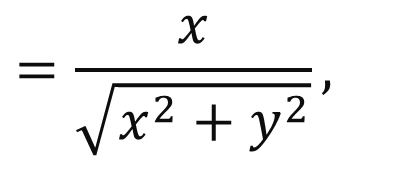 = x / √(x² + y²),